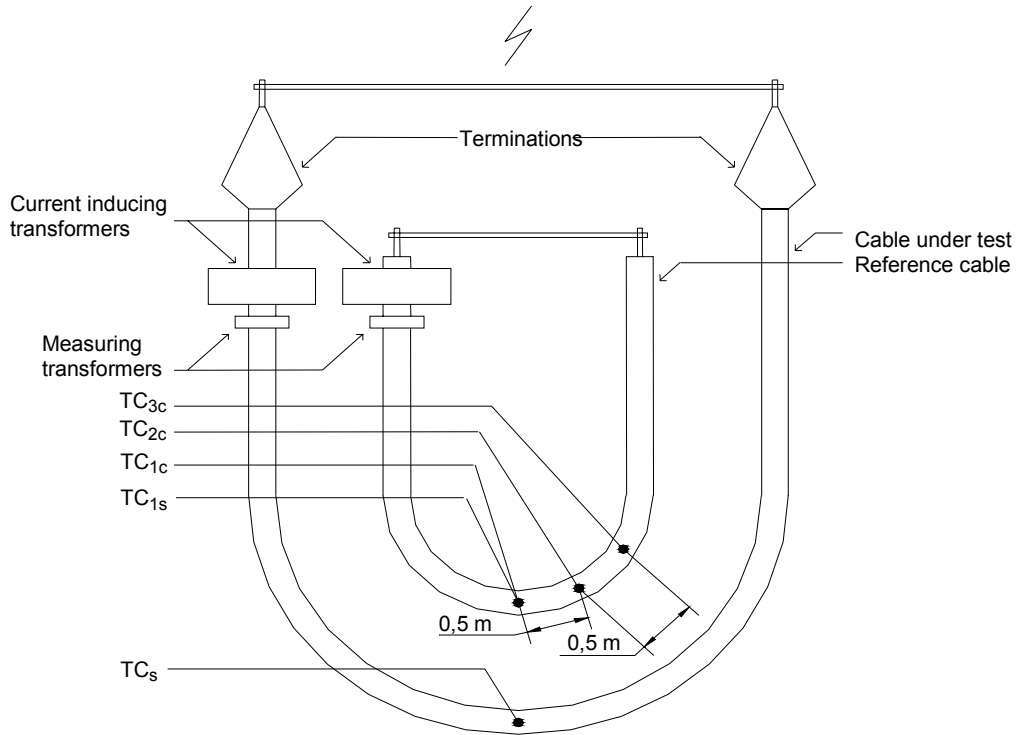 Terminations
Current inducing
transformers
Cable under test
Reference cable
Measuring
transformers
TC3c
TC2c
TC1c
TC1s
0,5 m
0,5 m
TCs